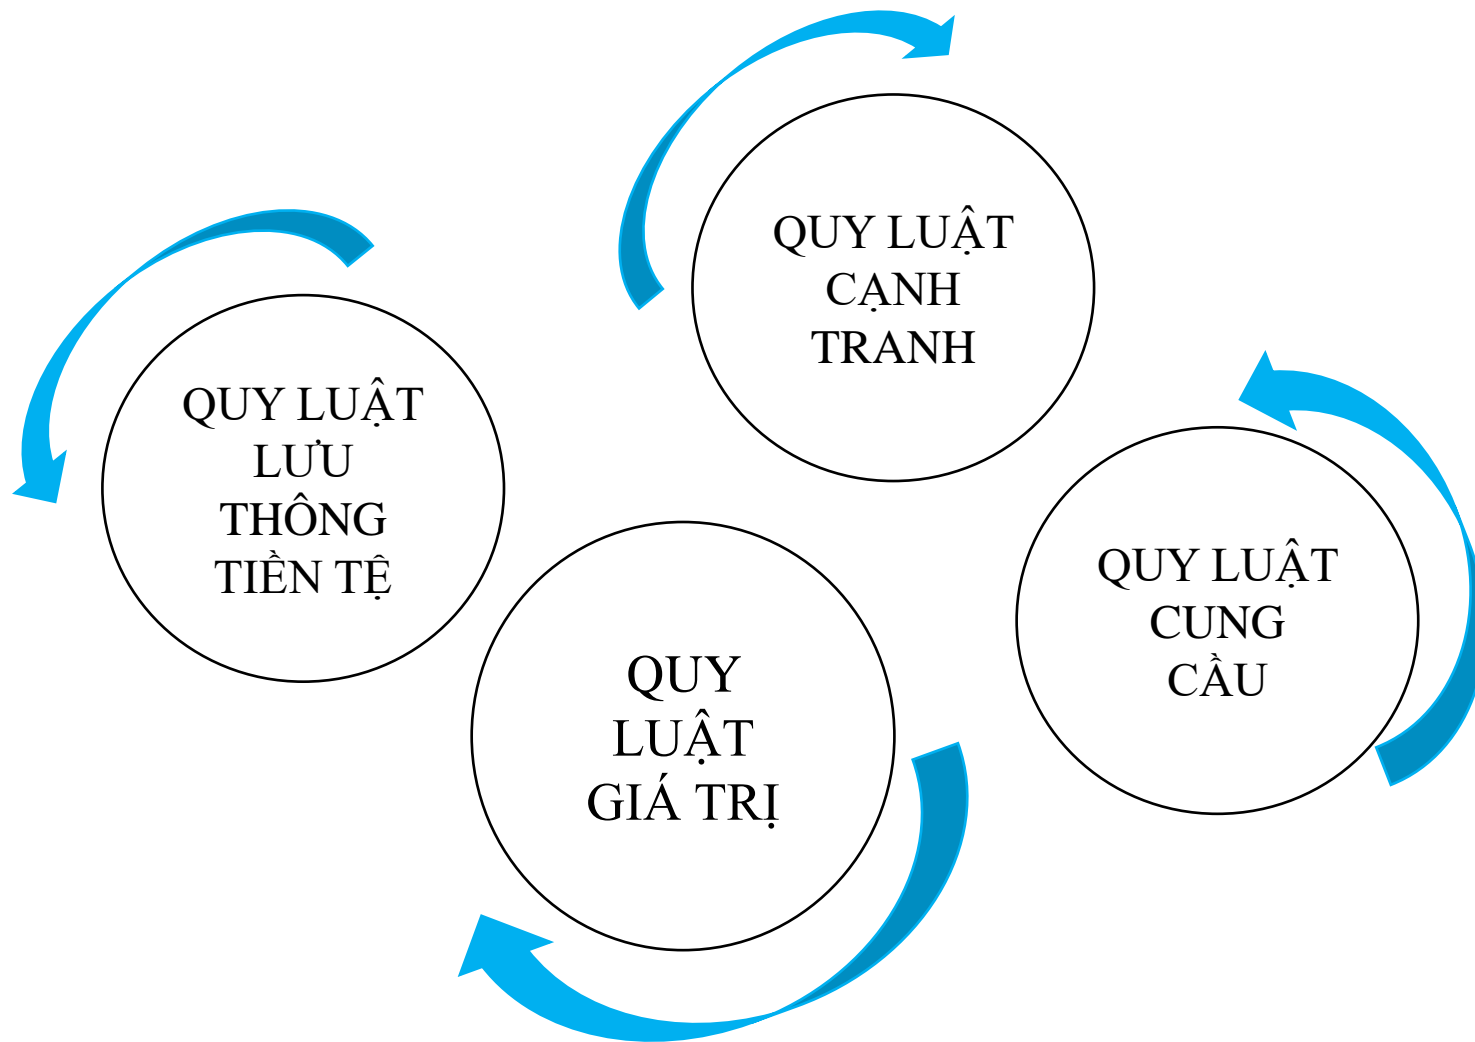 QUY LUẬT
CẠNH
TRANH
QUY LUẬT
LƯU
THÔNG
TIỀN TỆ
QUY LUẬT
CUNG
CẦU
QUY
LUẬT
GIÁ TRỊ